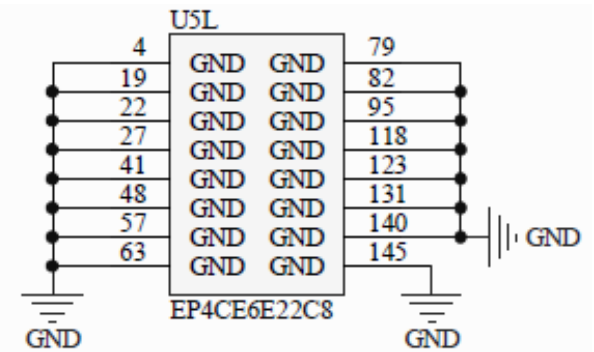 U5L
4 GND GND 79
19 GND GND 82
22 GND GND 95
27 GND GND 118
41 GND GND 123
48 GND GND 131
57 GND GND 140
63 GND GND 145
GND
EP4CE6E22C8
GND GND